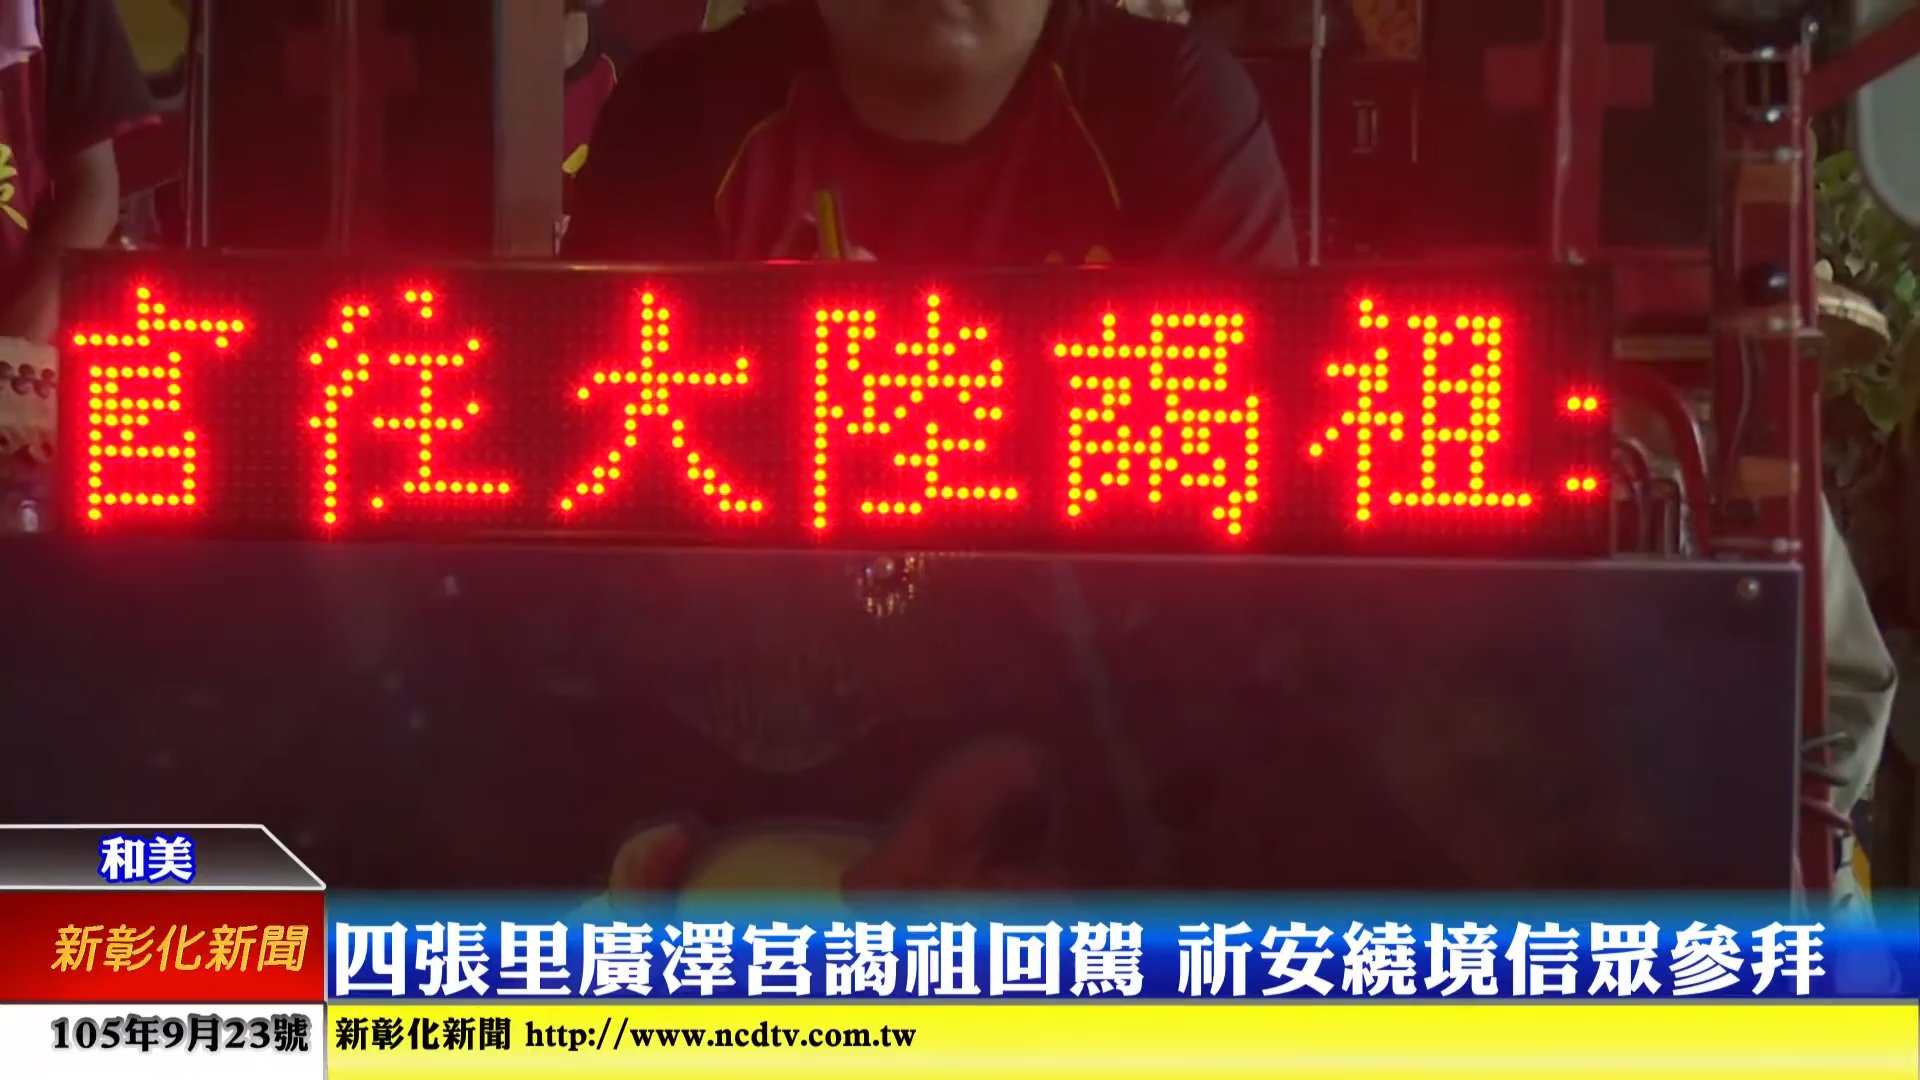 宮往大陸謁祖:
和美
新彰化新聞
四張里廣澤宮謁祖回駕 祈安繞境信眾參拜
105年9月23號
新彰化新聞 http://www.ncdtv.com.tw